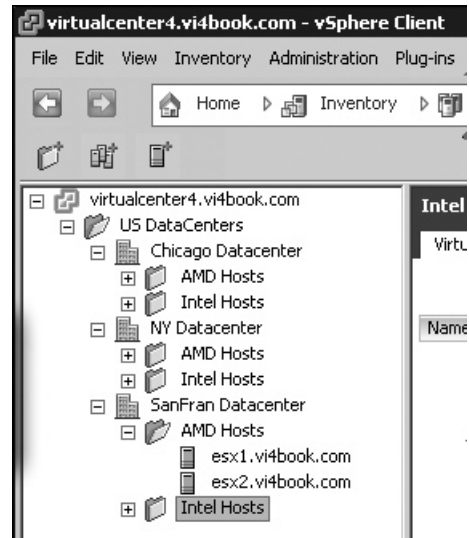 virtualcenter4.vi4book.com - vSphere Client
File Edit View Inventory Administration Plug-ins
Home Inventory
virtualcenter4.vi4book.com
US DataCenters
Chicago Datacenter
AMD Hosts
Intel Hosts
NY Datacenter
AMD Hosts
Intel Hosts
SanFran Datacenter
AMD Hosts
esx1.vi4book.com
esx2.vi4book.com
Intel Hosts
Intel
Virtu
Name